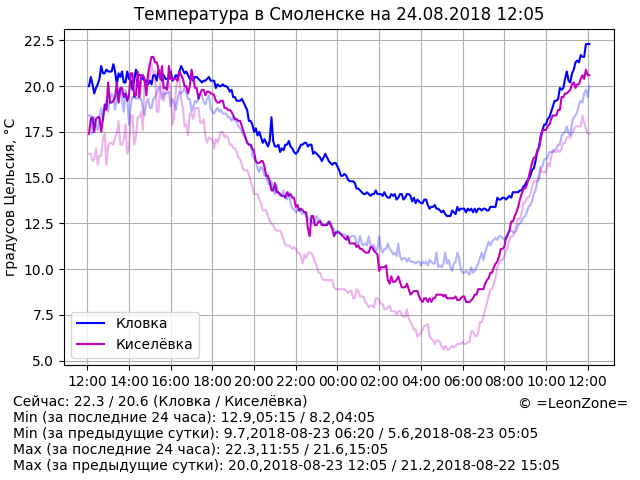 Температура в Смоленске на 24.08.2018 12:05
градусов Цельсия, °C
22.5
20.0
17.5
15.0
12.5
10.0
7.5
5.0
Кловка
Киселёвка
12:00 14:00 16:00 18:00 20:00 22:00 00:00 02:00 04:00 06:00 08:00 10:00 12:00
Сейчас: 22.3 / 20.6 (Кловка / Киселёвка)
© =LeonZone=
Min (за последние 24 часа): 12.9,05:15 / 8.2,04:05
Min (за предыдущие сутки): 9.7,2018-08-23 06:20 / 5.6,2018-08-23 05:05
Max (за последние 24 часа): 22.3,11:55 / 21.6,15:05
Max (за предыдущие сутки): 20.0,2018-08-23 12:05 / 21.2,2018-08-22 15:05